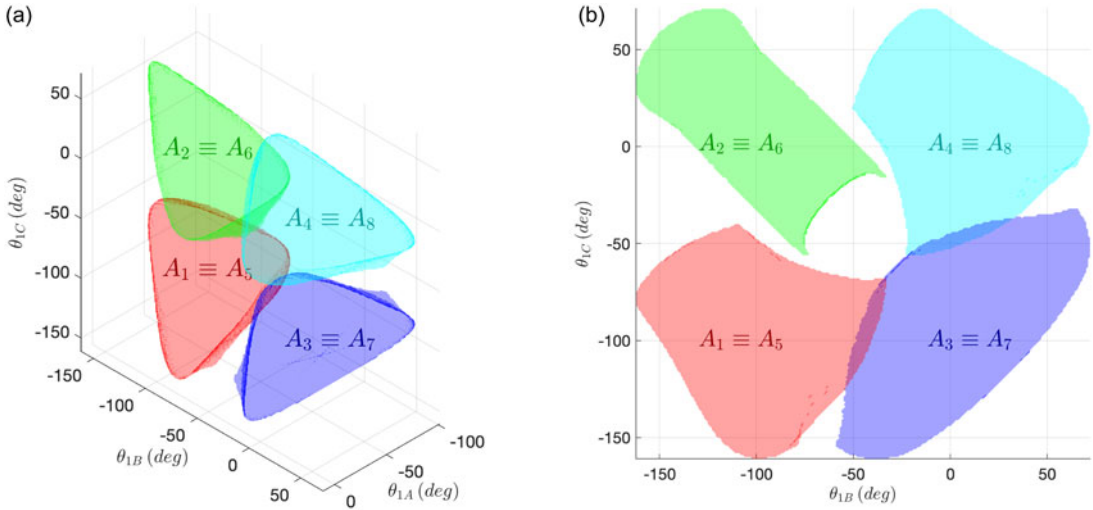 (a)
50
0
-50
-100
-150
θ1C (deg)
-150
-100
-50
0
50
θ1B (deg)
0
-50
-100
θ1A (deg)
A2 ≡ A6
A4 ≡ A8
A1 ≡ A5
A3 ≡ A7
(b)
50
0
-50
-100
-150
θ1C (deg)
A2 ≡ A6
A4 ≡ A8
A1 ≡ A5
A3 ≡ A7
-150
-100
-50
0
50
θ1B (deg)